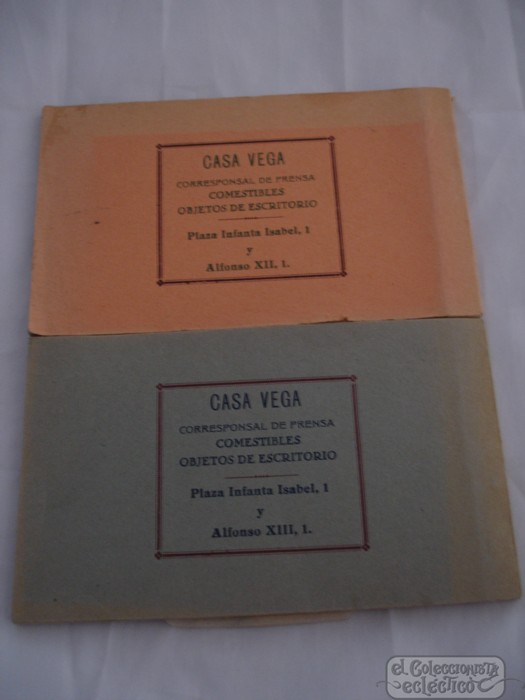 CASA VEGA
CORRESPONSAL DE PRENSA
COMESTIBLES
OBJETOS DE ESCRITORIO
Plaza Infanta Isabel, 1
y
Alfonso XII, 1.
CASA VEGA
CORRESPONSAL DE PRENSA
COMESTIBLES
OBJETOS DE ESCRITORIO
Plaza Infanta Isabel, 1
y
Alfonso XIII, 1.
el Coleccionista
ecléctico